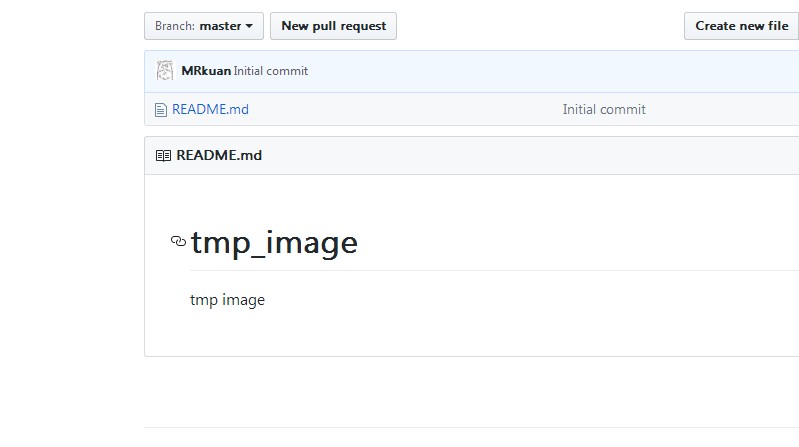 Branch: master New pull request Create new file
MRkuan Initial commit
README.md Initial commit
README.md
tmp_image
tmp image